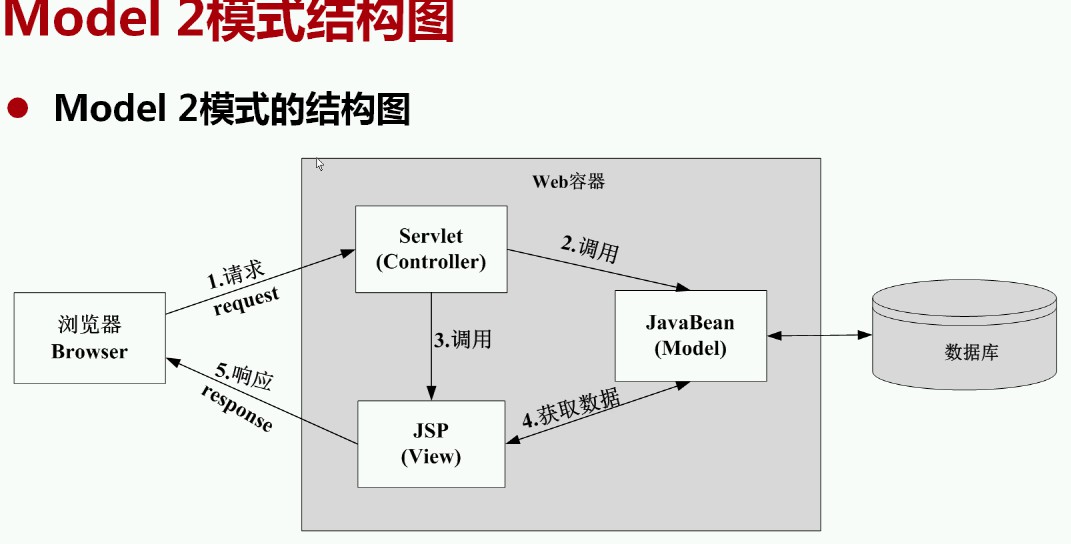 Model 2模式结构图
Model 2模式的结构图
Web容器
Servlet
(Controller)
1.请求
request
2.调用
浏览器
Browser
3.调用
JavaBean
(Model)
数据库
5.响应
response
4.获取数据
JSP
(View)